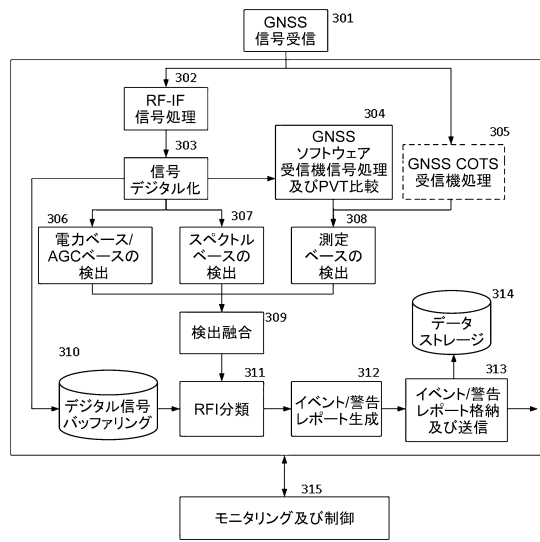 GNSS
信号受信
301
302
RF-IF
信号処理
303
信号
デジタル化
304
GNSS
ソフトウェア
受信機信号処理
及びPVT比較
305
GNSS COTS
受信機処理
306
電力ベース/
AGCベースの
検出
307
スペクトル
ベースの
検出
308
測定
ベースの
検出
309
検出融合
310
デジタル信号
バッファリング
311
RFI分類
312
イベント/警告
レポート生成
313
イベント/警告
レポート格納
及び送信
314
データ
ストレージ
315
モニタリング及び制御